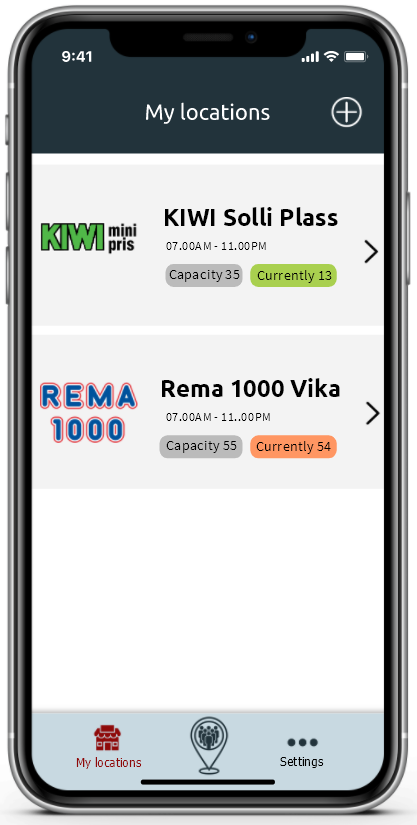 9:41
My locations
KIWI mini pris
KIWI Solli Plass
07.00AM - 11.00PM
Capacity 35
Currently 13
REMA 1000
Rema 1000 Vika
07.00AM - 11..00PM
Capacity 55
Currently 54
My locations
Settings